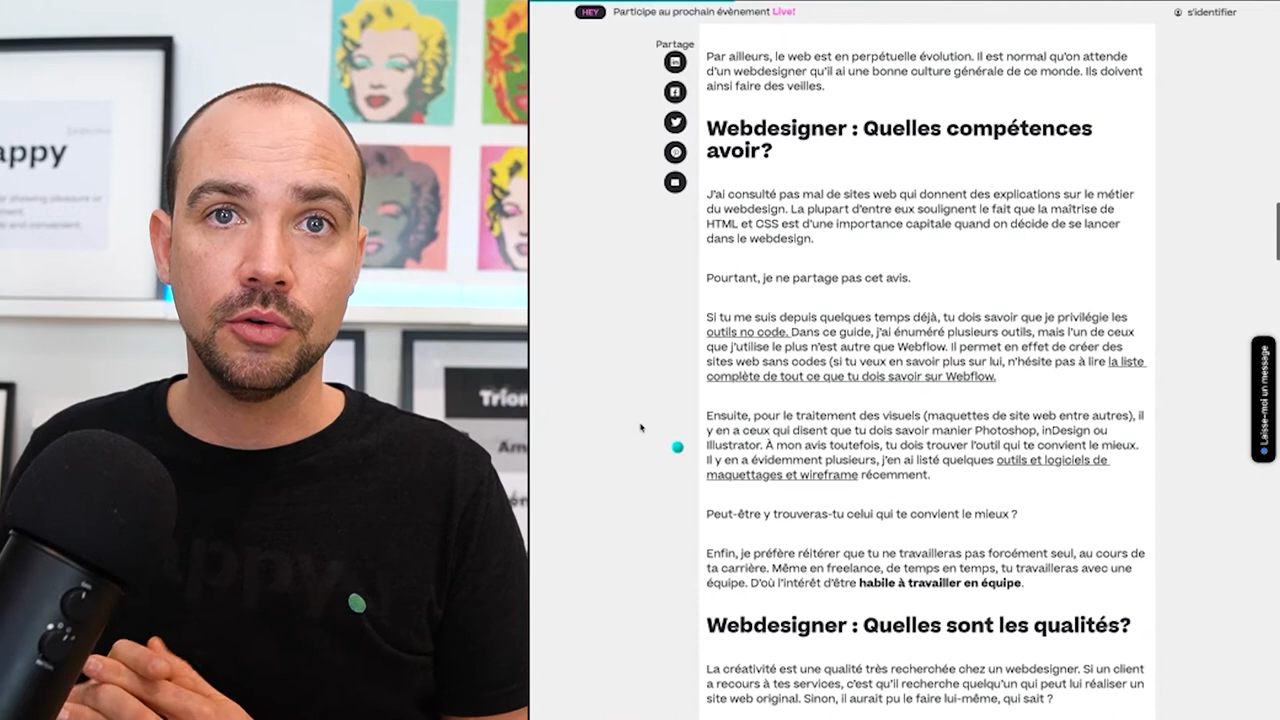 appy
HEY Participe au prochain évènement Live!
s'identifier
Partage
Par ailleurs, le web est en perpétuelle évolution. Il est normal qu'on attende
d'un webdesigner qu'il ai une bonne culture générale de ce monde. Ils doivent
ainsi faire des veilles.
Webdesigner : Quelles compétences
avoir?
J'ai consulté pas mal de sites web qui donnent des explications sur le métier
du webdesign. La plupart d'entre eux soulignent le fait que la maîtrise de
HTML et CSS est d'une importance capitale quand on décide de se lancer
dans le webdesign.
Pourtant, je ne partage pas cet avis.
Si tu me suis depuis quelques temps déjà, tu dois savoir que je privilégie les
outils no code. Dans ce guide, j'ai énuméré plusieurs outils, mais l'un de ceux
que j'utilise le plus n'est autre que Webflow. Il permet en effet de créer des
sites web sans codes (si tu veux en savoir plus sur lui, n'hésite pas à lire la liste
complète de tout ce que tu dois savoir sur Webflow.
Ensuite, pour le traitement des visuels (maquettes de site web entre autres), il
y en a ceux qui disent que tu dois savoir manier Photoshop, inDesign ou
Illustrator. À mon avis toutefois, tu dois trouver l'outil qui te convient le mieux.
Il y en a évidemment plusieurs, j'en ai listé quelques outils et logiciels de
maquettages et wireframe récemment.
Peut-être y trouveras-tu celui qui te convient le mieux ?
Enfin, je préfère réitérer que tu ne travailleras pas forcément seul, au cours de
ta carrière. Même en freelance, de temps en temps, tu travailleras avec une
équipe. D'où l'intérêt d'être habile à travailler en équipe.
Webdesigner : Quelles sont les qualités?
La créativité est une qualité très recherchée chez un webdesigner. Si un client
a recours à tes services, c'est qu'il recherche quelqu'un qui peut lui réaliser un
site web original. Sinon, il aurait pu le faire lui-même, qui sait ?
Laisse-moi un message